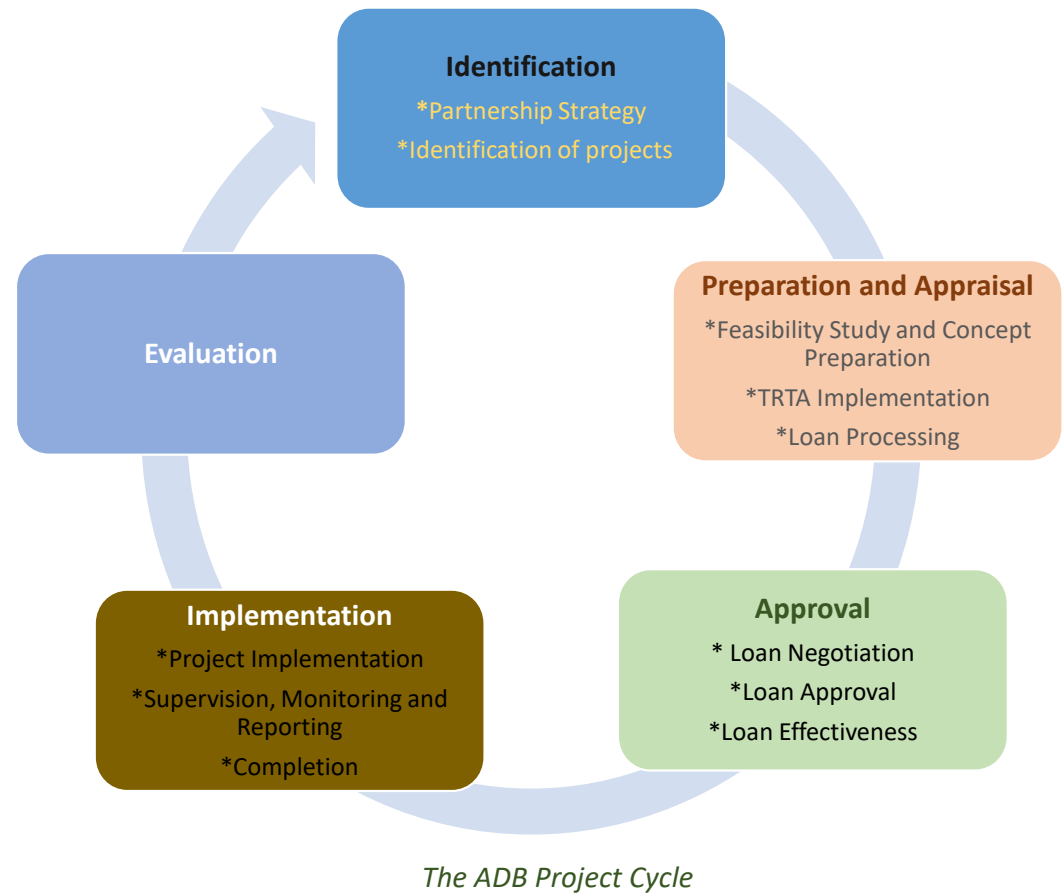 Identification
*Partnership Strategy
*Identification of projects
Preparation and Appraisal
*Feasibility Study and Concept
Preparation
*TRTA Implementation
*Loan Processing
Approval
* Loan Negotiation
*Loan Approval
*Loan Effectiveness
Implementation
*Project Implementation
*Supervision, Monitoring and
Reporting
*Completion
Evaluation
The ADB Project Cycle